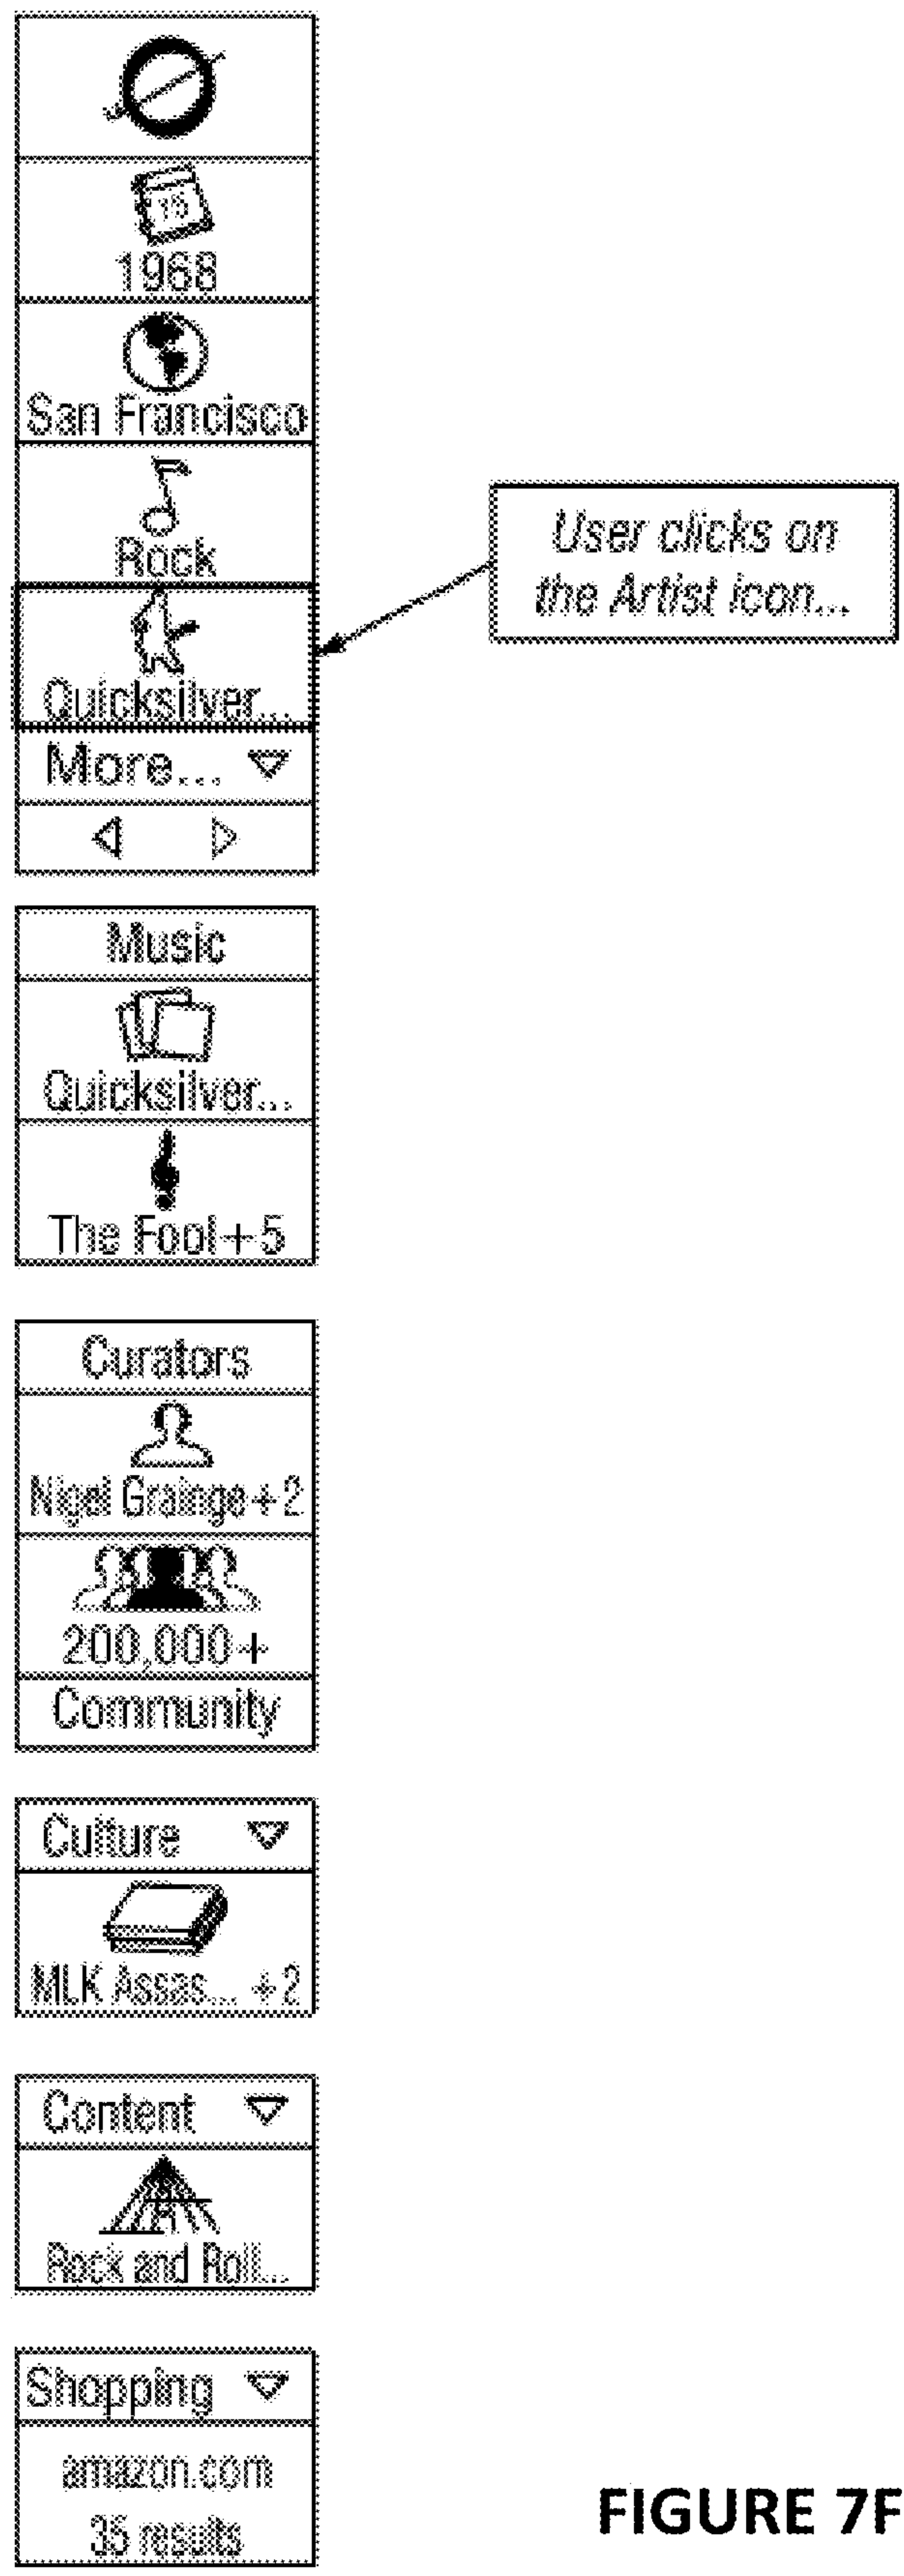 15
1968
San Francisco
Rock
User clicks on
the Artist icon...
Quicksilver...
More...
Music
Quicksilver...
The Fool+5
Curators
Nigel Grainge+2
200,000+
Community
Culture
MLK Assas... +2
Content
Rock and Roll...
Shopping
amazon.com
35 results
FIGURE 7F